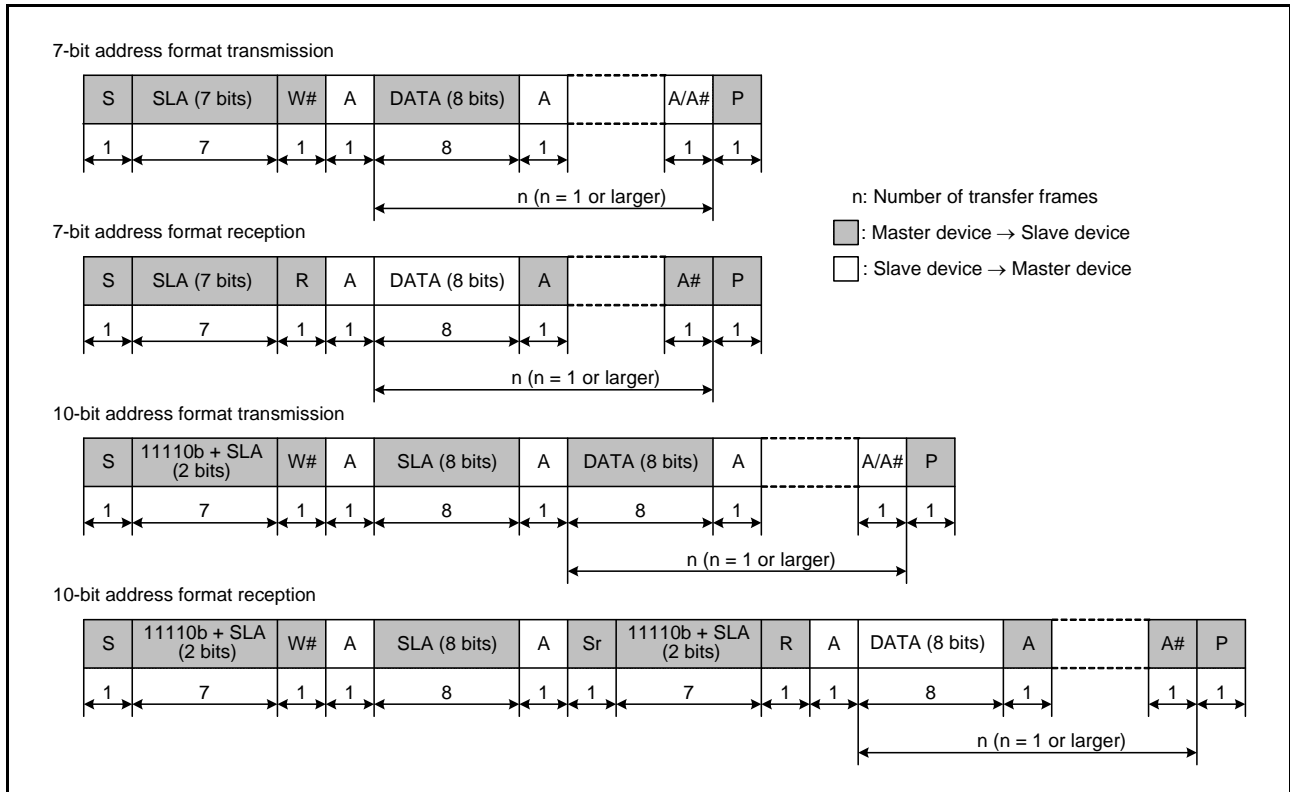 7-bit address format transmission
S SLA (7 bits) W# A DATA (8 bits) A A/A# P
1 7 1 1 8 1 1 1
n (n = 1 or larger)
n: Number of transfer frames
: Master device → Slave device
: Slave device → Master device
7-bit address format reception
S SLA (7 bits) R A DATA (8 bits) A A# P
1 7 1 1 8 1 1 1
n (n = 1 or larger)
10-bit address format transmission
S 11110b + SLA (2 bits) W# A SLA (8 bits) A DATA (8 bits) A A/A# P
1 7 1 1 8 1 8 1 1 1
n (n = 1 or larger)
10-bit address format reception
S 11110b + SLA (2 bits) W# A SLA (8 bits) A Sr 11110b + SLA (2 bits) R A DATA (8 bits) A A# P
1 7 1 1 8 1 1 7 1 1 8 1 1 1
n (n = 1 or larger)